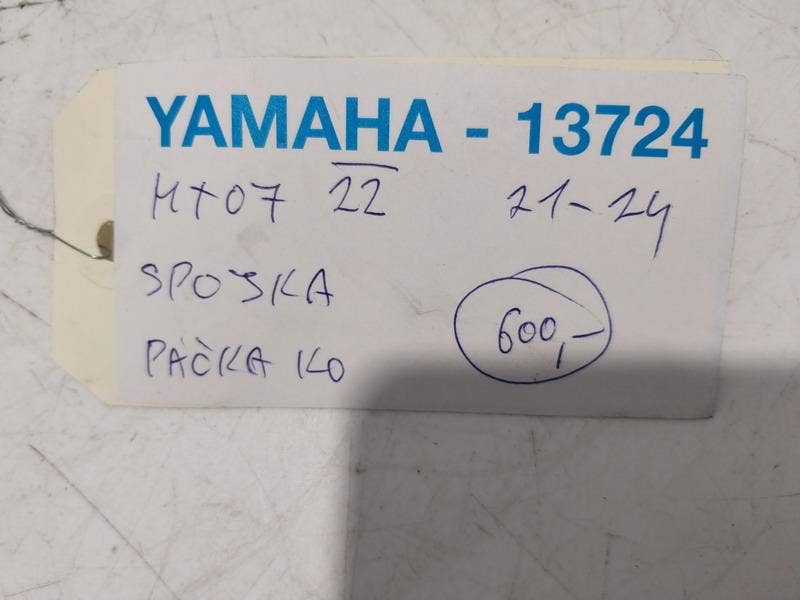 YAMAHA - 13724
MT07 22 21-24
SPOJKA
600,-
PÁČKA KO